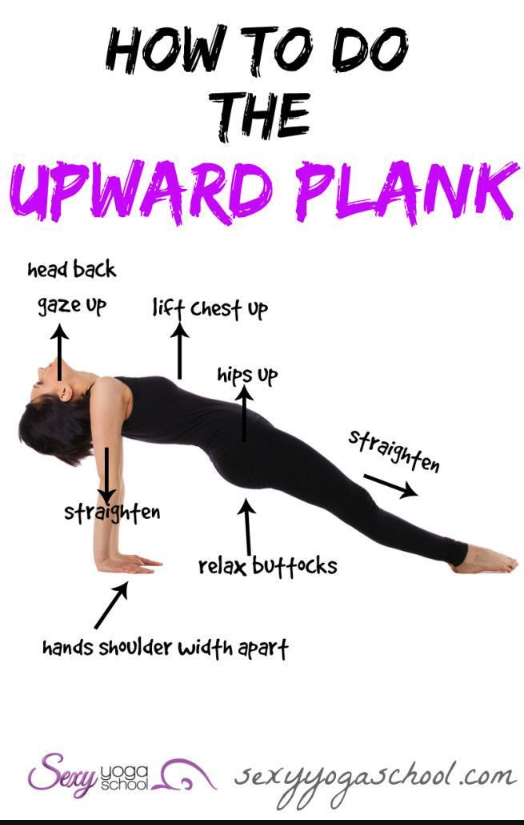 HOW TO DO
THE
UPWARD PLANK
head back
gaze up
lift chest up
hips up
straighten
straighten
relax buttocks
hands shoulder width apart
Sexy yoga school
sexyyogaschool.com